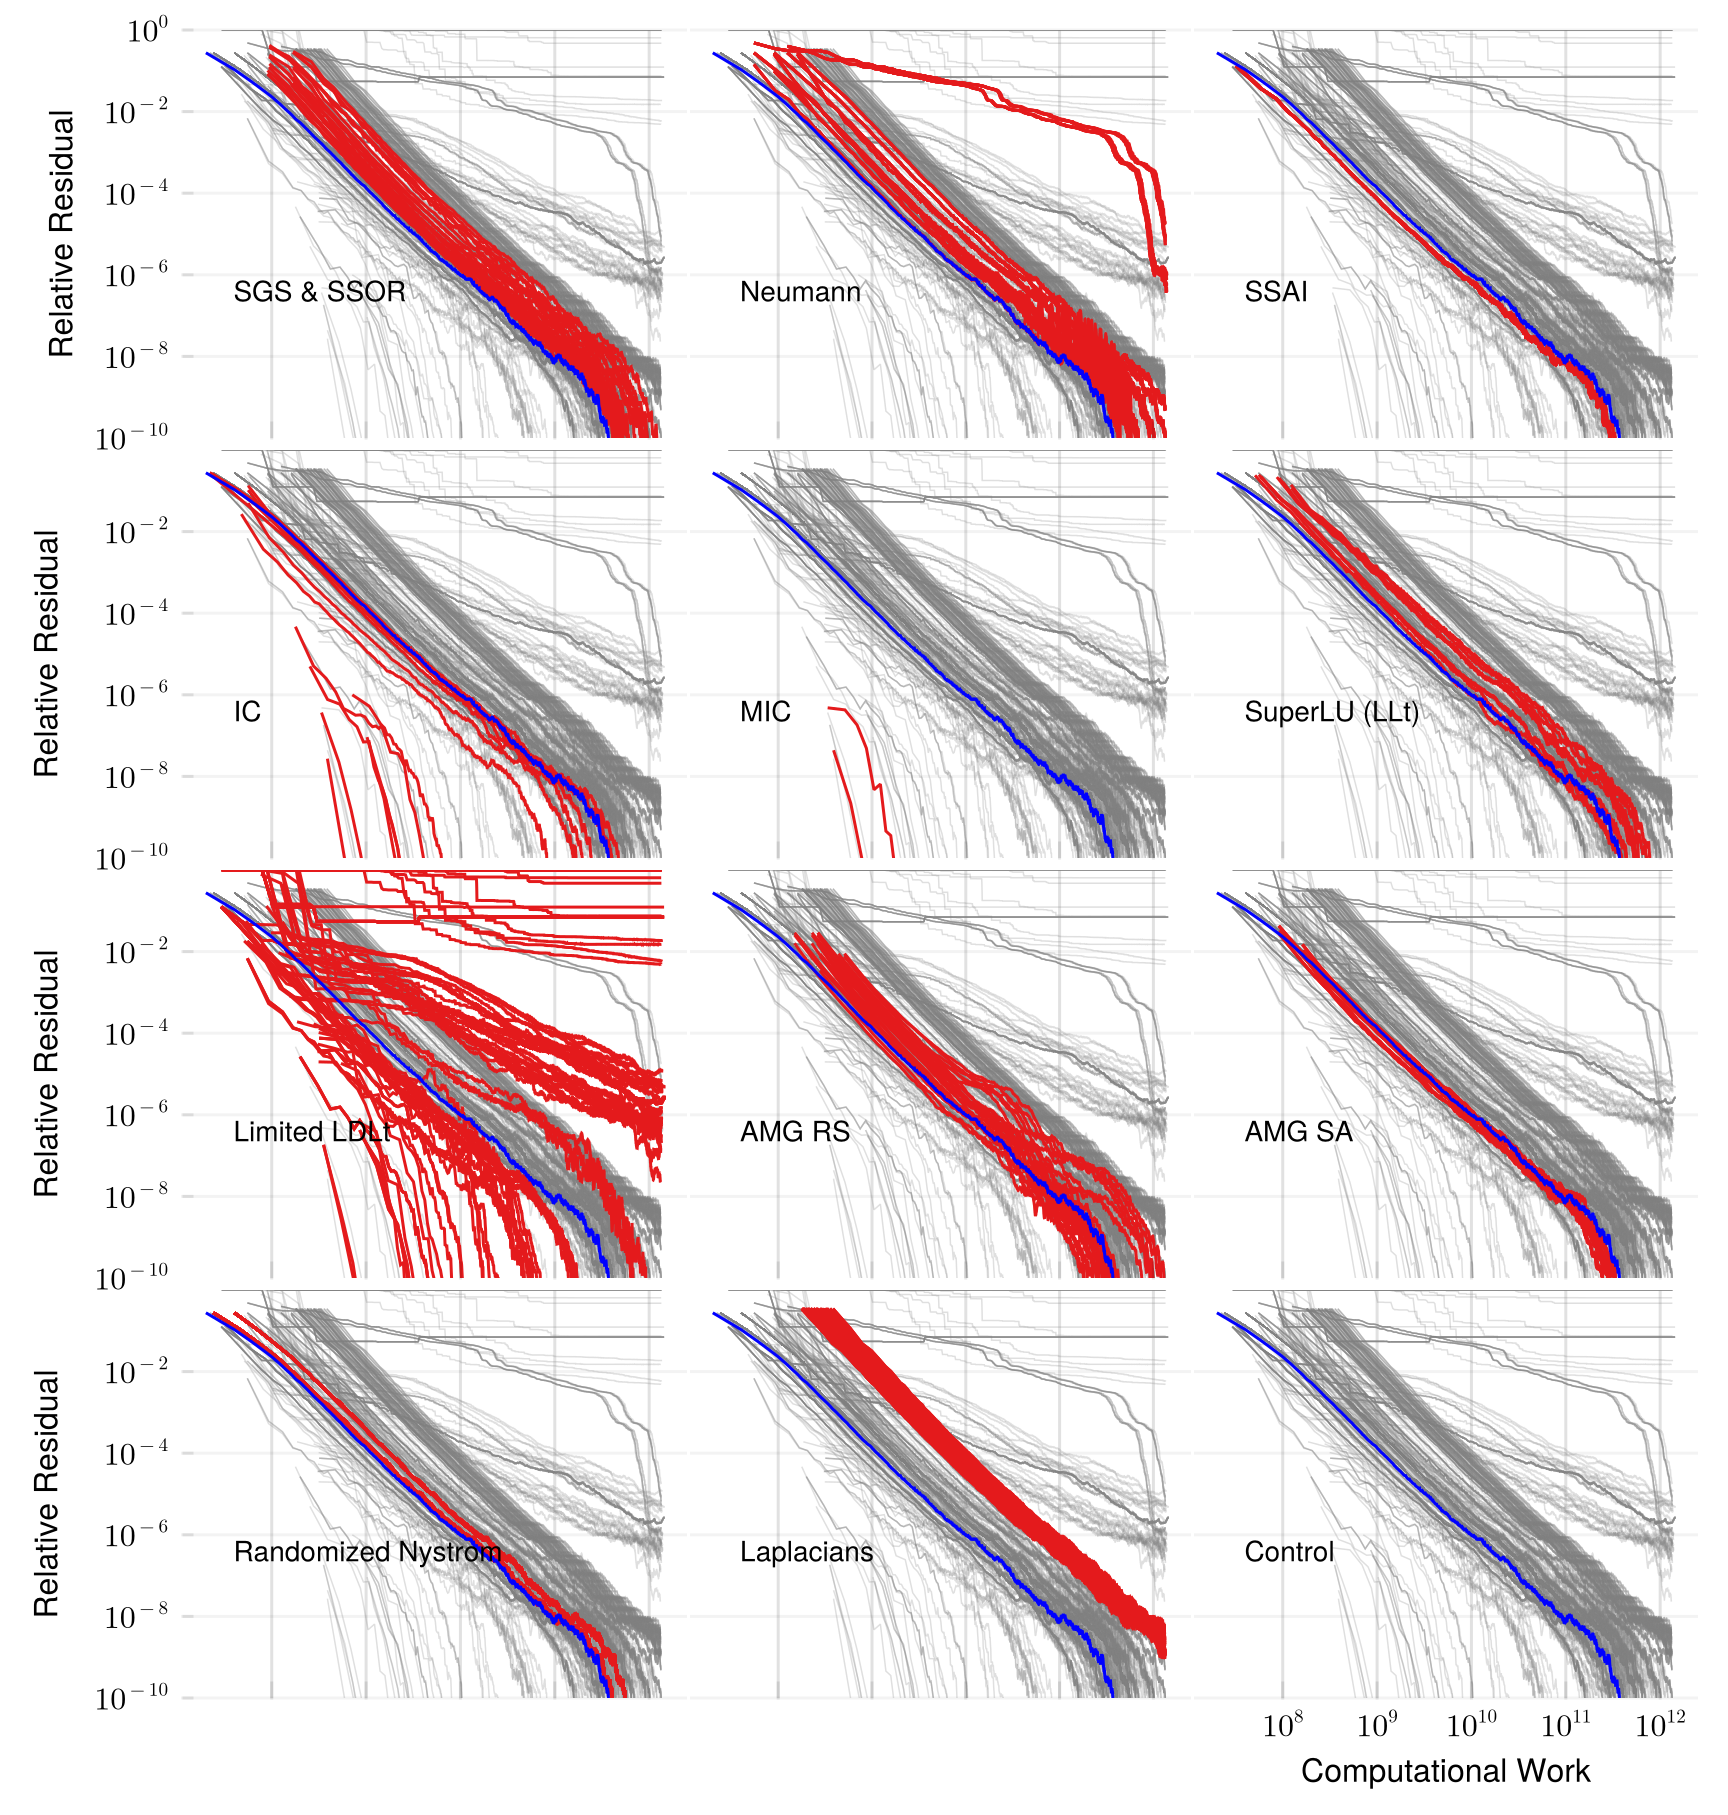 10^0
10^-2
10^-4
10^-6
10^-8
10^-10
Relative Residual
SGS & SSOR
Neumann
SSAI
10^-2
10^-4
10^-6
10^-8
10^-10
Relative Residual
IC
MIC
SuperLU (LLt)
10^-2
10^-4
10^-6
10^-8
10^-10
Relative Residual
Limited LDLt
AMG RS
AMG SA
10^-2
10^-4
10^-6
10^-8
10^-10
Relative Residual
Randomized Nystrom
Laplacians
Control
10^8 10^9 10^10 10^11 10^12
Computational Work